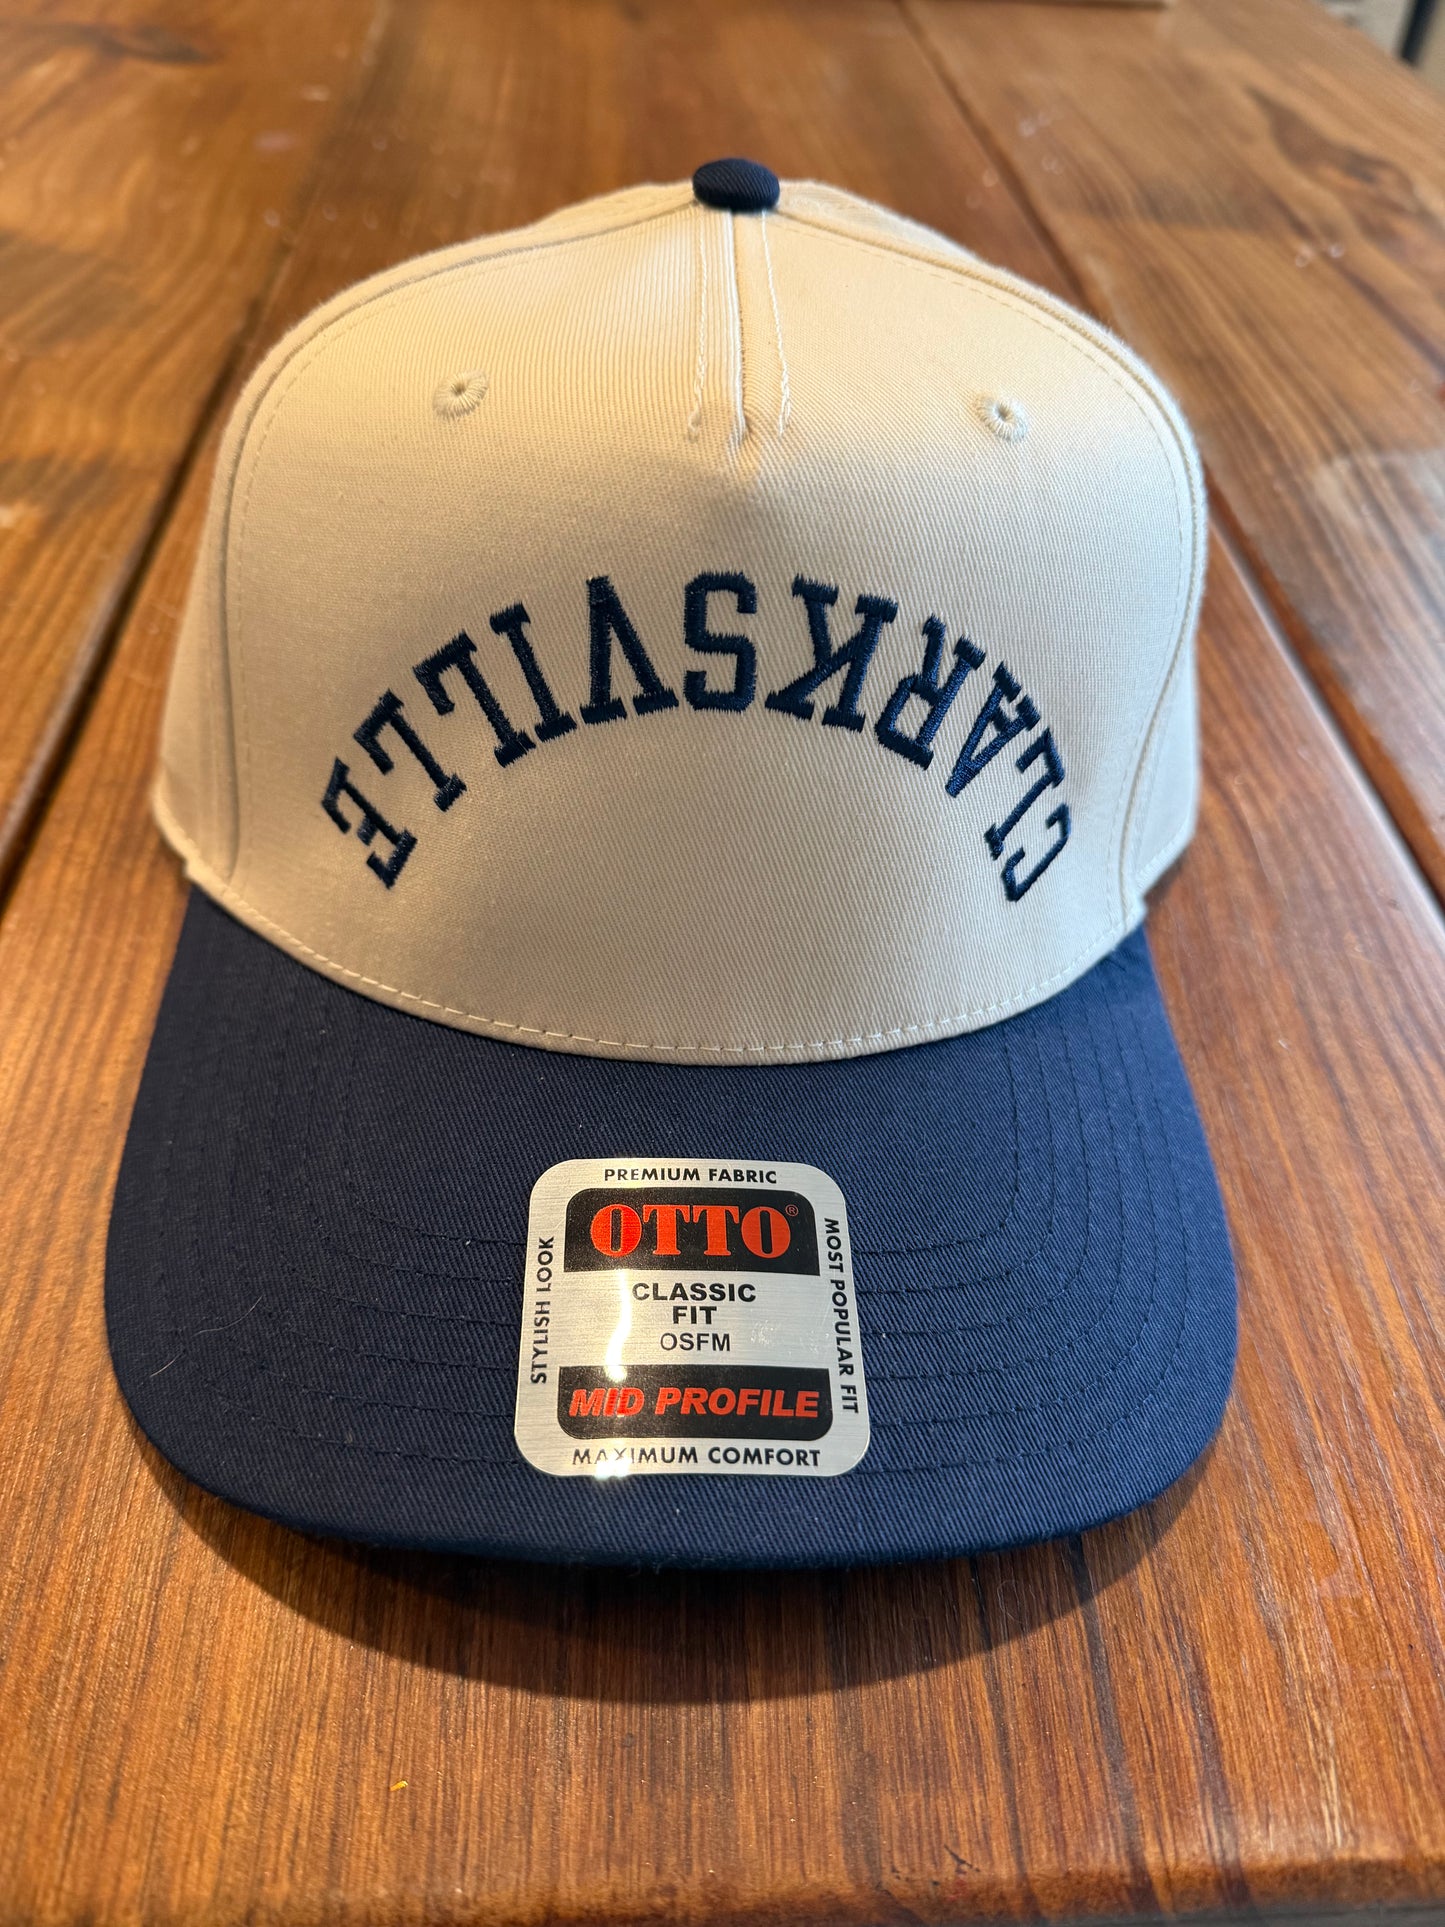 CLARKSVILLE
PREMIUM FABRIC
OTTO®
STYLISH LOOK
CLASSIC
FIT
OSFM
MOST POPULAR FIT
MID PROFILE
MAXIMUM COMFORT